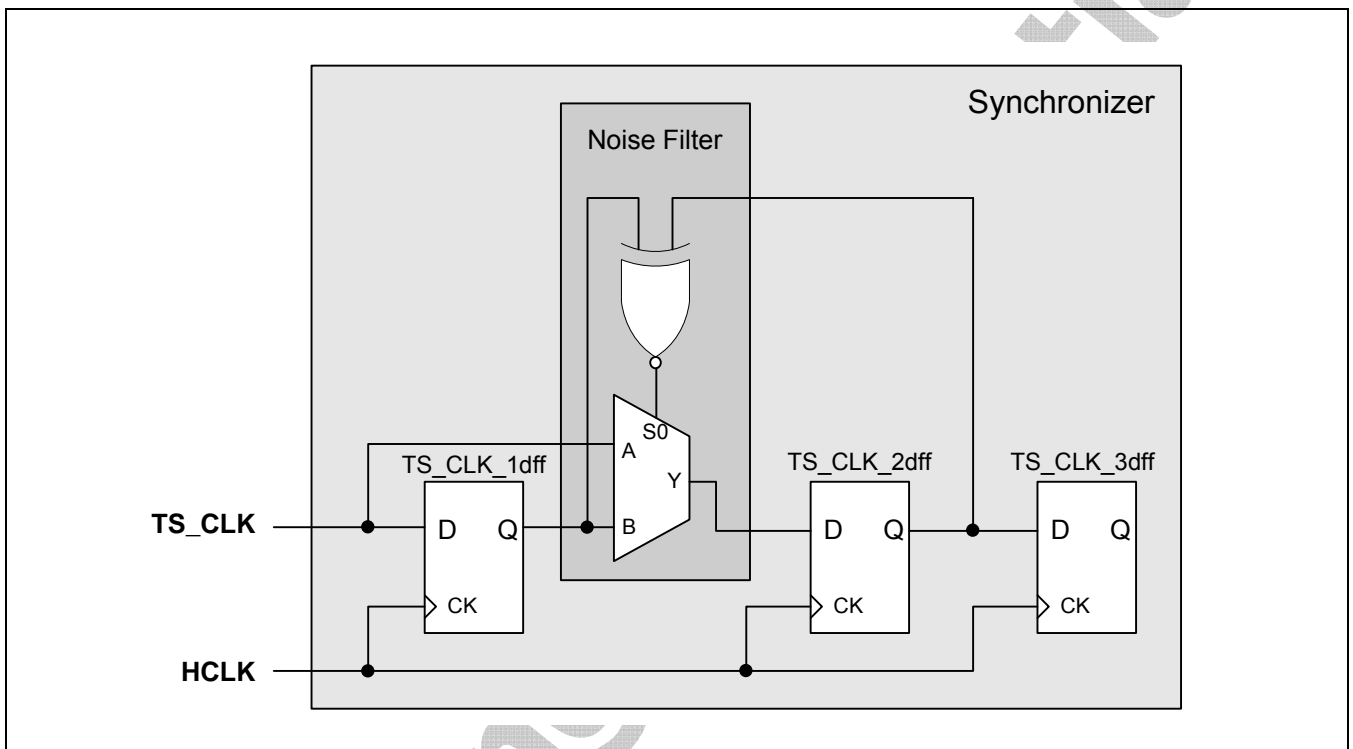 Synchronizer
Noise Filter
S0
A
TS_CLK_1dff
Y
TS_CLK_2dff
TS_CLK_3dff
TS_CLK
D Q
B
D Q
D Q
CK
CK
CK
HCLK